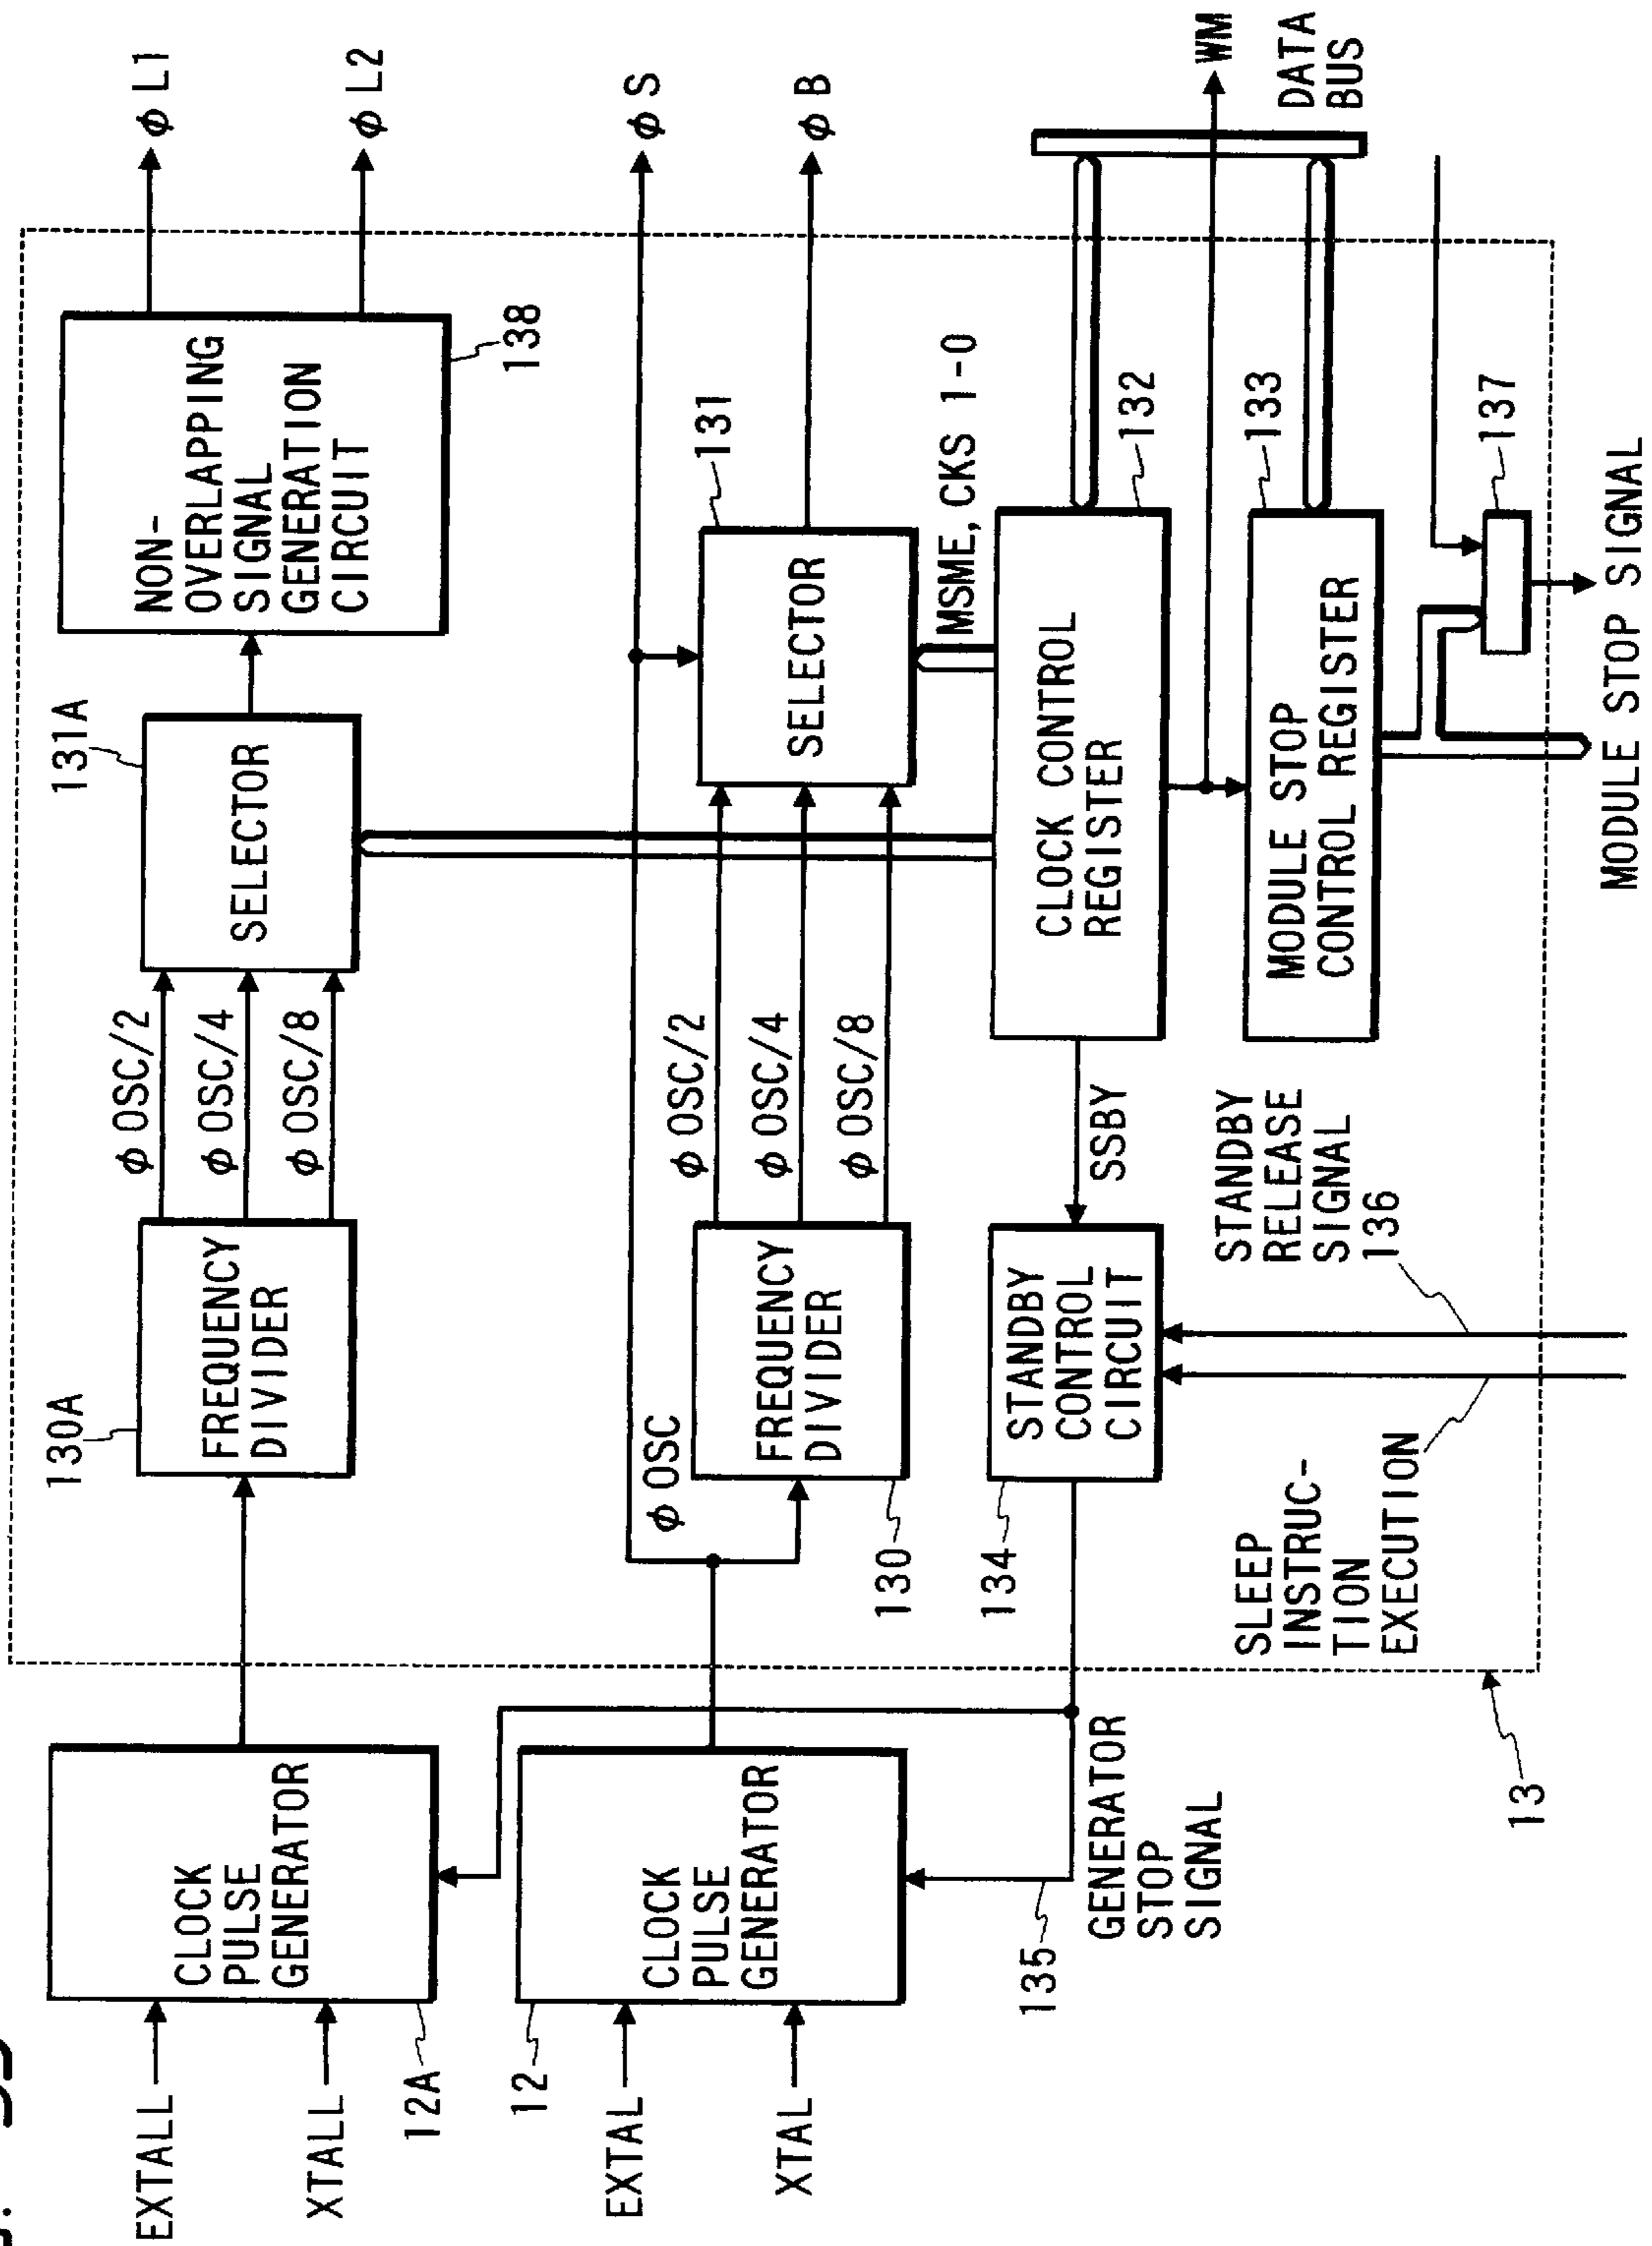 EXTALL
XTALL
12A
CLOCK
PULSE
GENERATOR
130A
FREQUENCY
DIVIDER
φ OSC/2
φ OSC/4
φ OSC/8
131A
SELECTOR
NON-
OVERLAPPING
SIGNAL
GENERATION
CIRCUIT
138
φ L1
φ L2
EXTAL
XTAL
12
CLOCK
PULSE
GENERATOR
φ OSC
130
FREQUENCY
DIVIDER
φ OSC/2
φ OSC/4
φ OSC/8
131
SELECTOR
φ S
φ B
MSME, CKS 1-0
135
GENERATOR
STOP
SIGNAL
134
STANDBY
CONTROL
CIRCUIT
SSBY
CLOCK CONTROL
REGISTER
132
WM
DATA
BUS
13
SLEEP
INSTRUC-
TION
EXECUTION
STANDBY
RELEASE
SIGNAL
136
MODULE STOP
CONTROL REGISTER
133
137
MODULE STOP SIGNAL